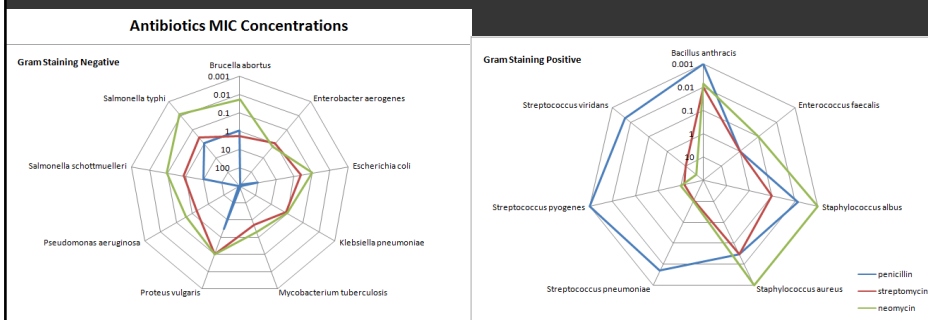 Antibiotics MIC Concentrations
Gram Staining Negative
Brucella abortus
Enterobacter aerogenes
Escherichia coli
Klebsiella pneumoniae
Mycobacterium tuberculosis
Proteus vulgaris
Pseudomonas aeruginosa
Salmonella schottmuelleri
Salmonella typhi
0.001
0.01
0.1
1
10
100
Gram Staining Positive
Bacillus anthracis
Enterococcus faecalis
Staphylococcus albus
Staphylococcus aureus
Streptococcus pneumoniae
Streptococcus pyogenes
Streptococcus viridans
0.001
0.01
0.1
1
10
penicillin
streptomycin
neomycin